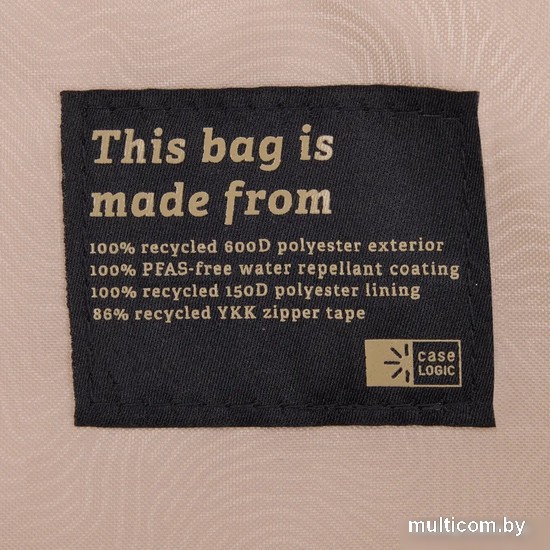 This bag is
made from
100% recycled 600D polyester exterior
100% PFAS-free water repellant coating
100% recycled 150D polyester lining
86% recycled YKK zipper tape
case
LOGIC
multicom.by